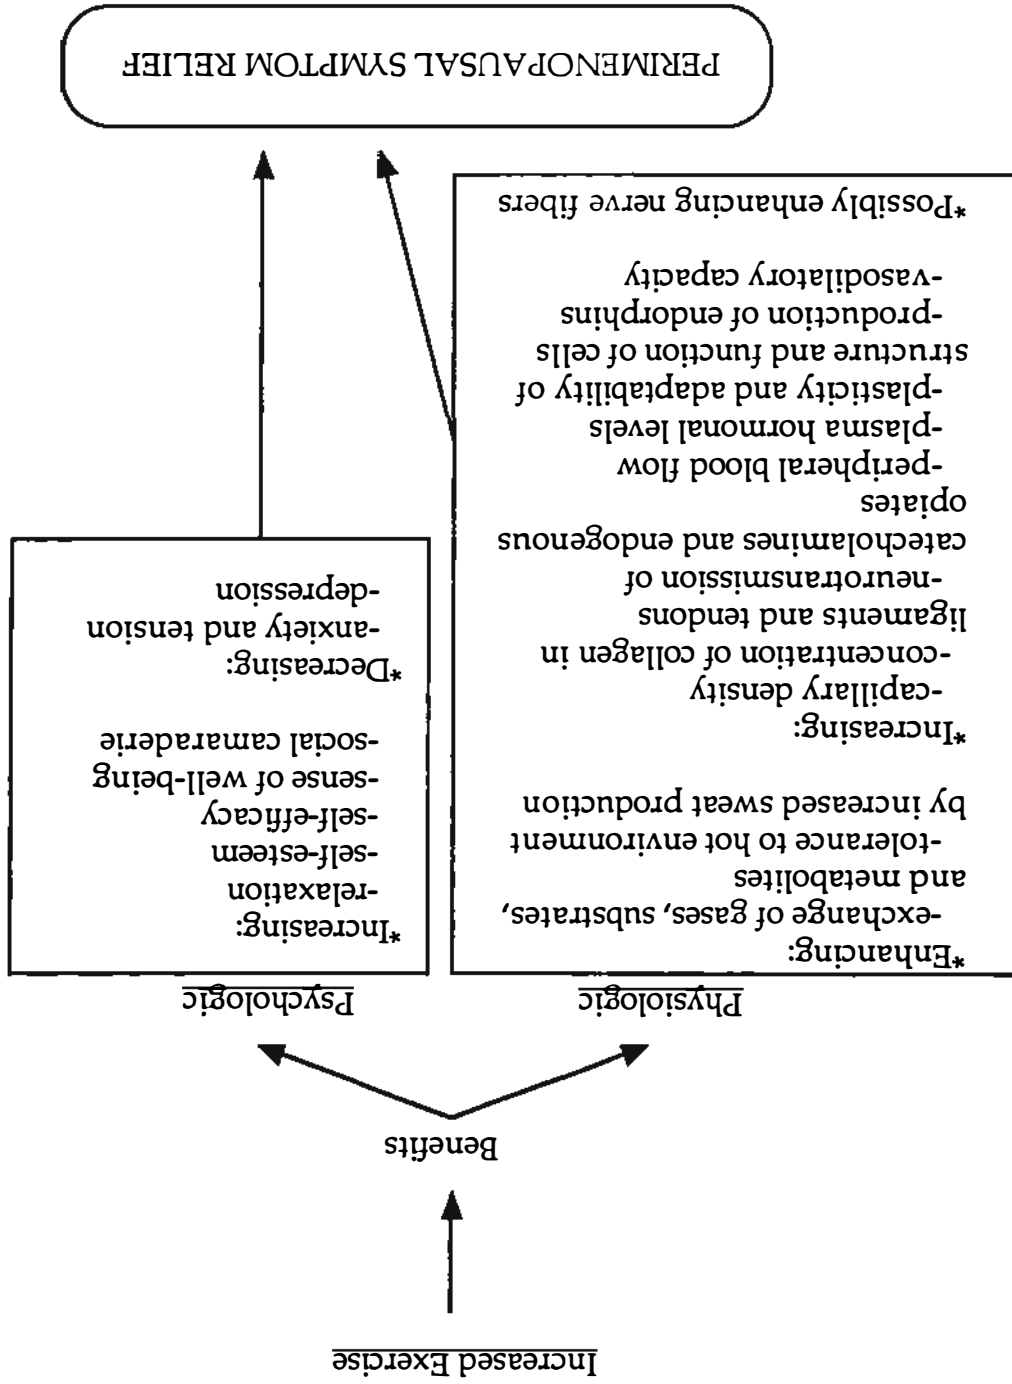 Increased Exercise
Benefits
Physiologic
*Enhancing:
-exchange of gases, substrates,
and metabolites
-tolerance to hot environment
by increased sweat production
*Increasing:
-capillary density
-concentration of collagen in
ligaments and tendons
-neurotransmission of
catecholamines and endogenous
opiates
-peripheral blood flow
-plasma hormonal levels
-plasticity and adaptability of
structure and function of cells
-production of endorphins
-vasodilatory capacity
*Possibly enhancing nerve fibers
Psychologic
*Increasing:
-relaxation
-self-esteem
-self-efficacy
-sense of well-being
-social camaraderie
*Decreasing:
-anxiety and tension
-depression
PERIMENOPAUSAL SYMPTOM RELIEF